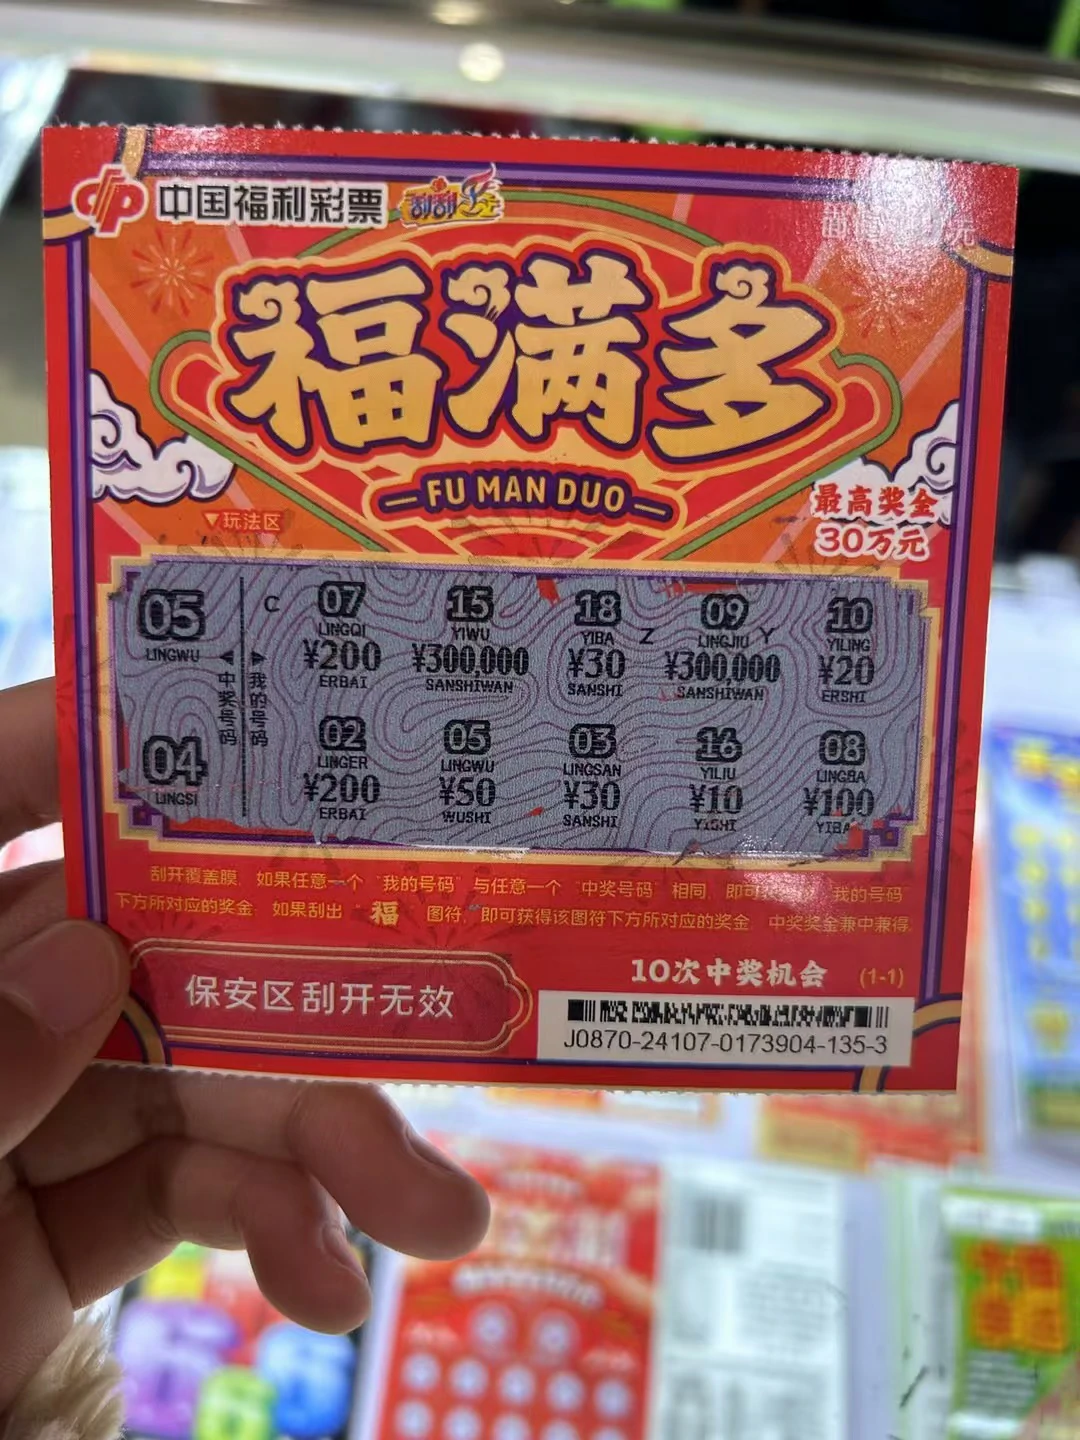 中国福利彩票 刮刮乐
福满多
FU MAN DUO
最高奖金
30万元
▼玩法区
05 LINGWU
04 LINGSI
中奖号码
我的号码
C
07 15 18 09 10
LINGQI YIWU YIBA Z LINGJIU Y YILING
¥200 ¥300,000 ¥30 ¥300,000 ¥20
ERBAI SANSHIWAN SANSHI SANSHIWAN ERSHI
02 05 03 16 08
LINGER LINGWU LINGSAN YILIU LINGBA
¥200 ¥50 ¥30 ¥10 ¥100
ERBAI WUSHI SANSHI YISHI YIBA
刮开覆盖膜，如果任意一个“我的号码”与任意一个“中奖号码”相同，即可 我的号码”
下方所对应的奖金；如果刮出“福”图符，即可获得该图符下方所对应的奖金。中奖奖金兼中兼得。
10次中奖机会 (1-1)
保安区刮开无效
J0870-24107-0173904-135-3